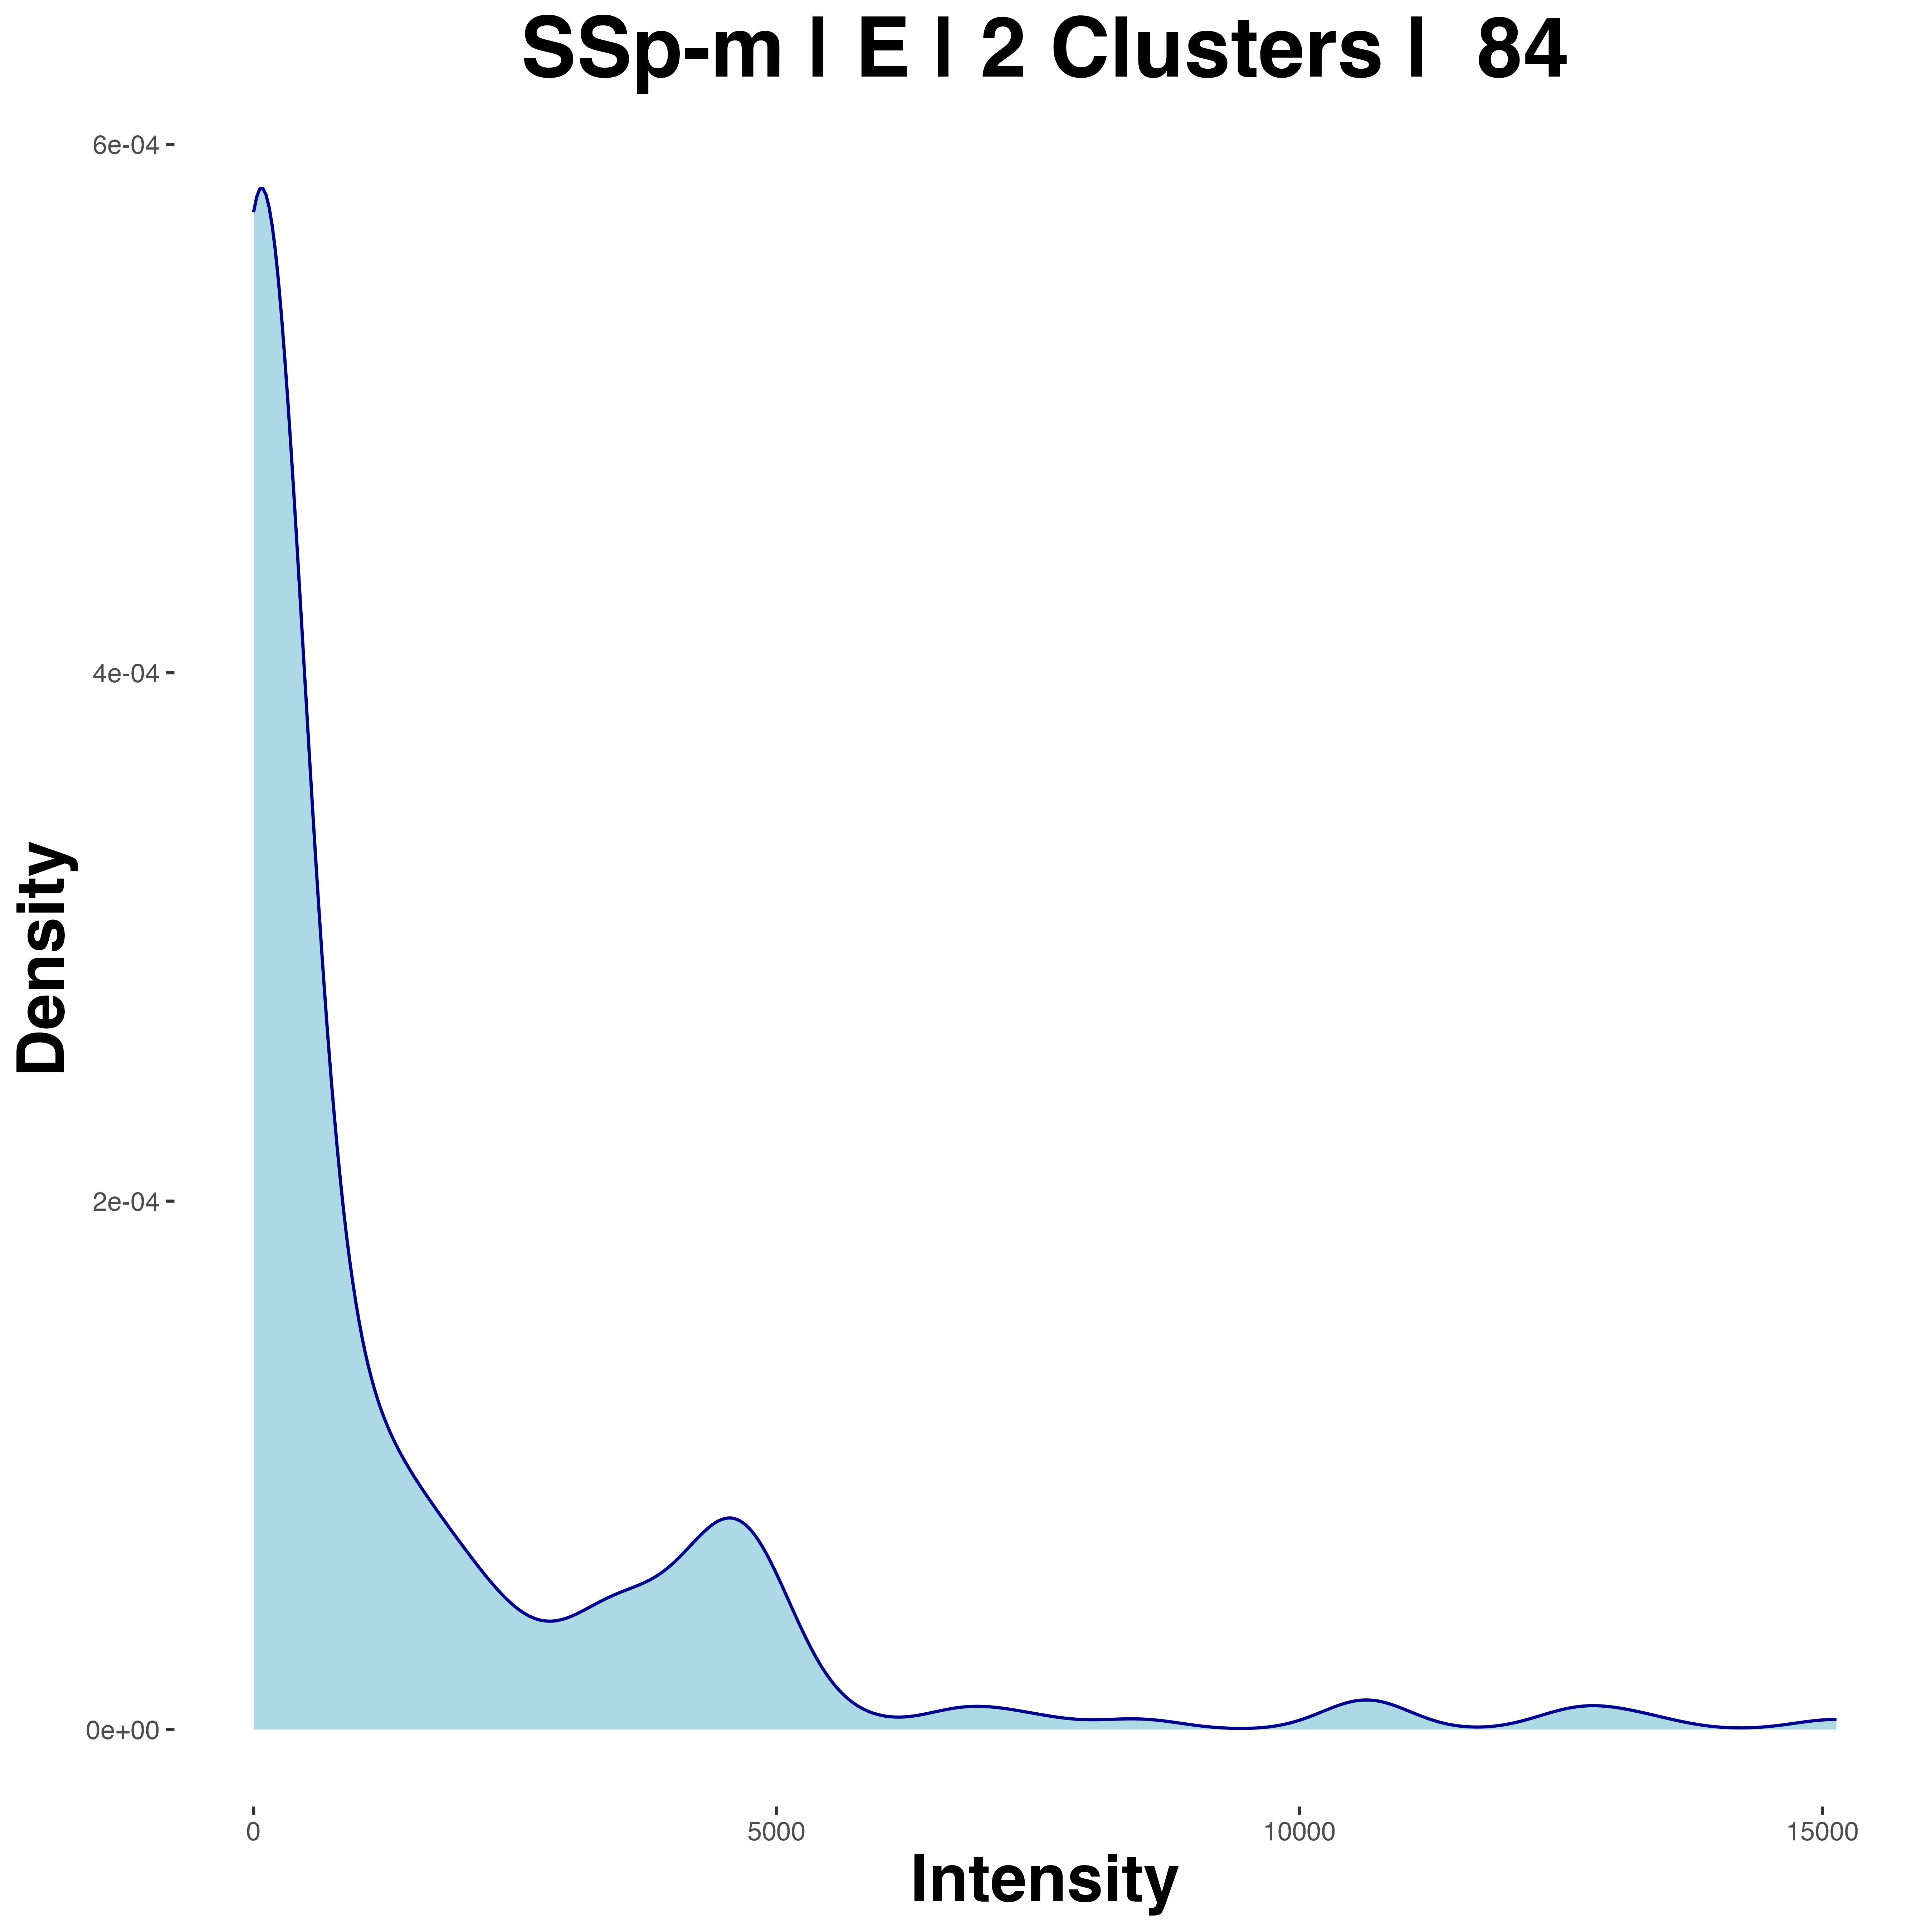 SSp-m | E | 2 Clusters | 84
6e-04
4e-04
2e-04
0e+00
Density
0 5000 10000 15000
Intensity